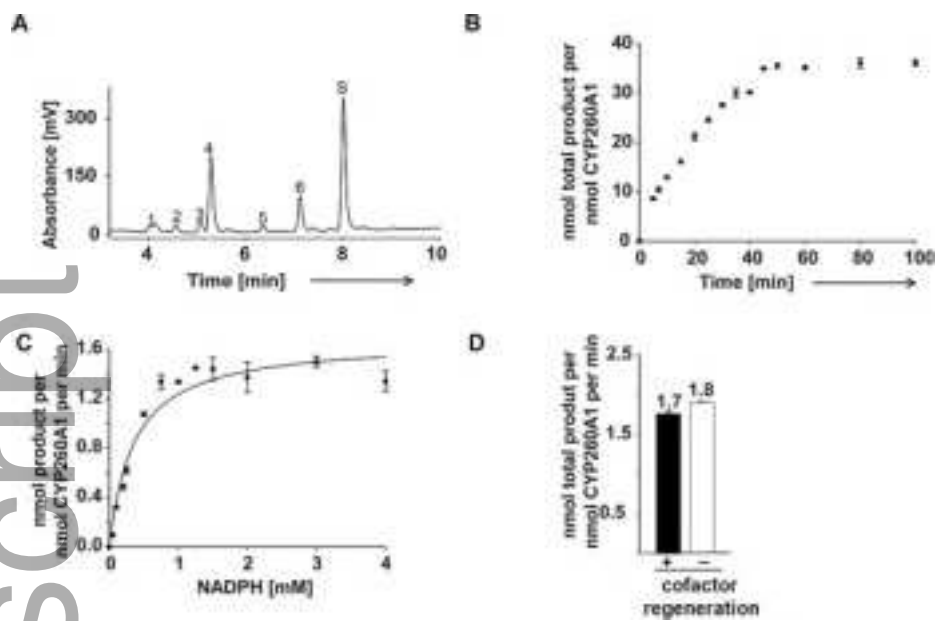 A
Absorbance [mV]
300
150
0
1
2
3
4
5
6
S
4
6
8
10
Time [min]
B
nmol total product per
nmol CYP260A1
40
30
20
10
0
0
20
40
60
80
100
Time [min]
C
nmol product per
nmol CYP260A1 per min
1.6
1.2
0.8
0.4
0.0
0
1
2
3
4
NADPH [mM]
D
nmol total produt per
nmol CYP260A1 per min
2.5
1.5
0.5
1.7
1.8
+
−
cofactor
regeneration
script